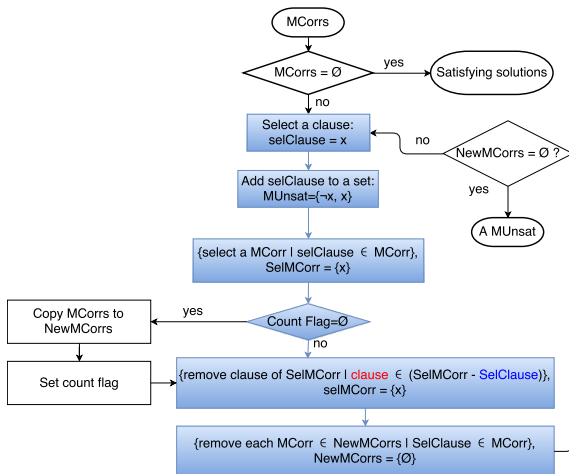 MCorrs
MCorrs = Ø
yes
Satisfying solutions
no
Select a clause:
selClause = x
no
NewMCorrs = Ø ?
yes
Add selClause to a set:
MUnsat={¬x, x}
A MUnsat
{select a MCorr | selClause ∈ MCorr},
SelMCorr = {x}
Copy MCorrs to
NewMCorrs
yes
Count Flag=Ø
no
Set count flag
{remove clause of SelMCorr | clause ∈ (SelMCorr - SelClause)},
selMCorr = {x}
{remove each MCorr ∈ NewMCorrs | SelClause ∈ MCorr},
NewMCorrs = {Ø}